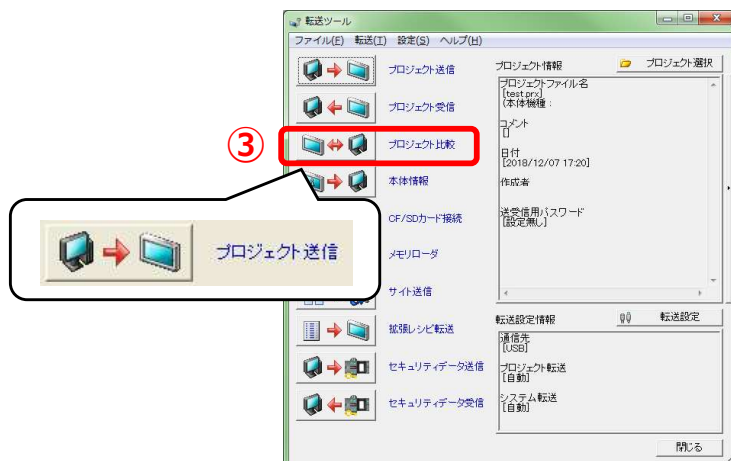 転送ツール
ファイル(F) 転送(T) 設定(S) ヘルプ(H)
プロジェクト送信
プロジェクト受信
③ プロジェクト比較
本体情報
CF/SDカード接続
メモリローダ
サイト送信
拡張レシピ転送
セキュリティデータ送信
セキュリティデータ受信
プロジェクト送信
プロジェクト情報 プロジェクト選択
プロジェクトファイル名
[test.prx]
(本体機種 :
コメント
[]
日付
[2018/12/07 17:20]
作成者
送受信用パスワード
[設定無し]
転送設定情報 転送設定
通信先
[USB]
プロジェクト転送
[自動]
システム転送
[自動]
閉じる